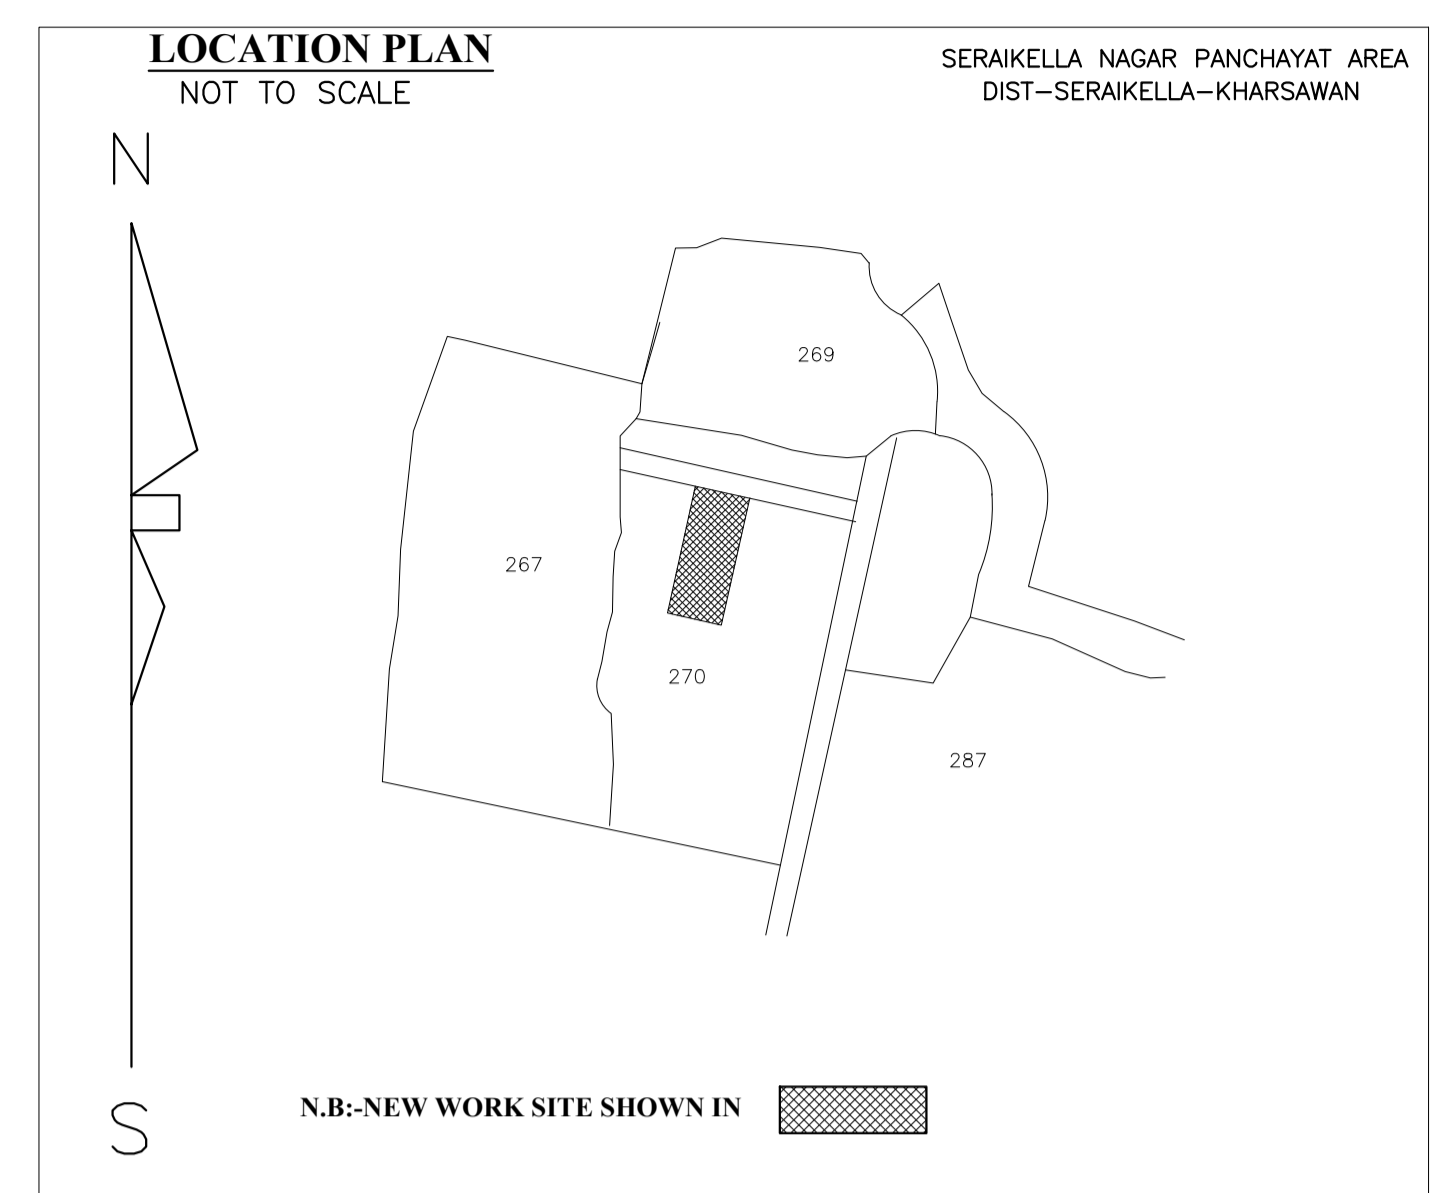 LOCATION PLAN
NOT TO SCALE
SERAIKELLA NAGAR PANCHAYAT AREA
DIST-SERAIKELLA-KHARSAWAN
N
269
267
270
287
N.B:-NEW WORK SITE SHOWN IN
S